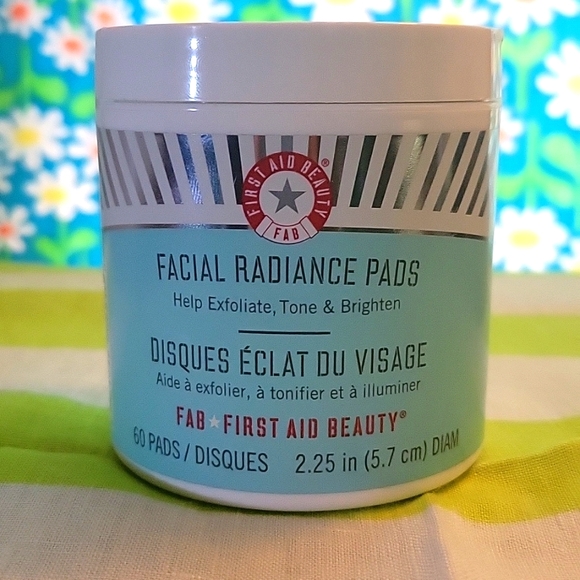 FIRST AID BEAUTY®
FAB
FACIAL RADIANCE PADS
Help Exfoliate, Tone & Brighten
DISQUES ÉCLAT DU VISAGE
Aide à exfolier, à tonifier et à illuminer
FAB★FIRST AID BEAUTY®
60 PADS / DISQUES 2.25 in (5.7 cm) DIAM